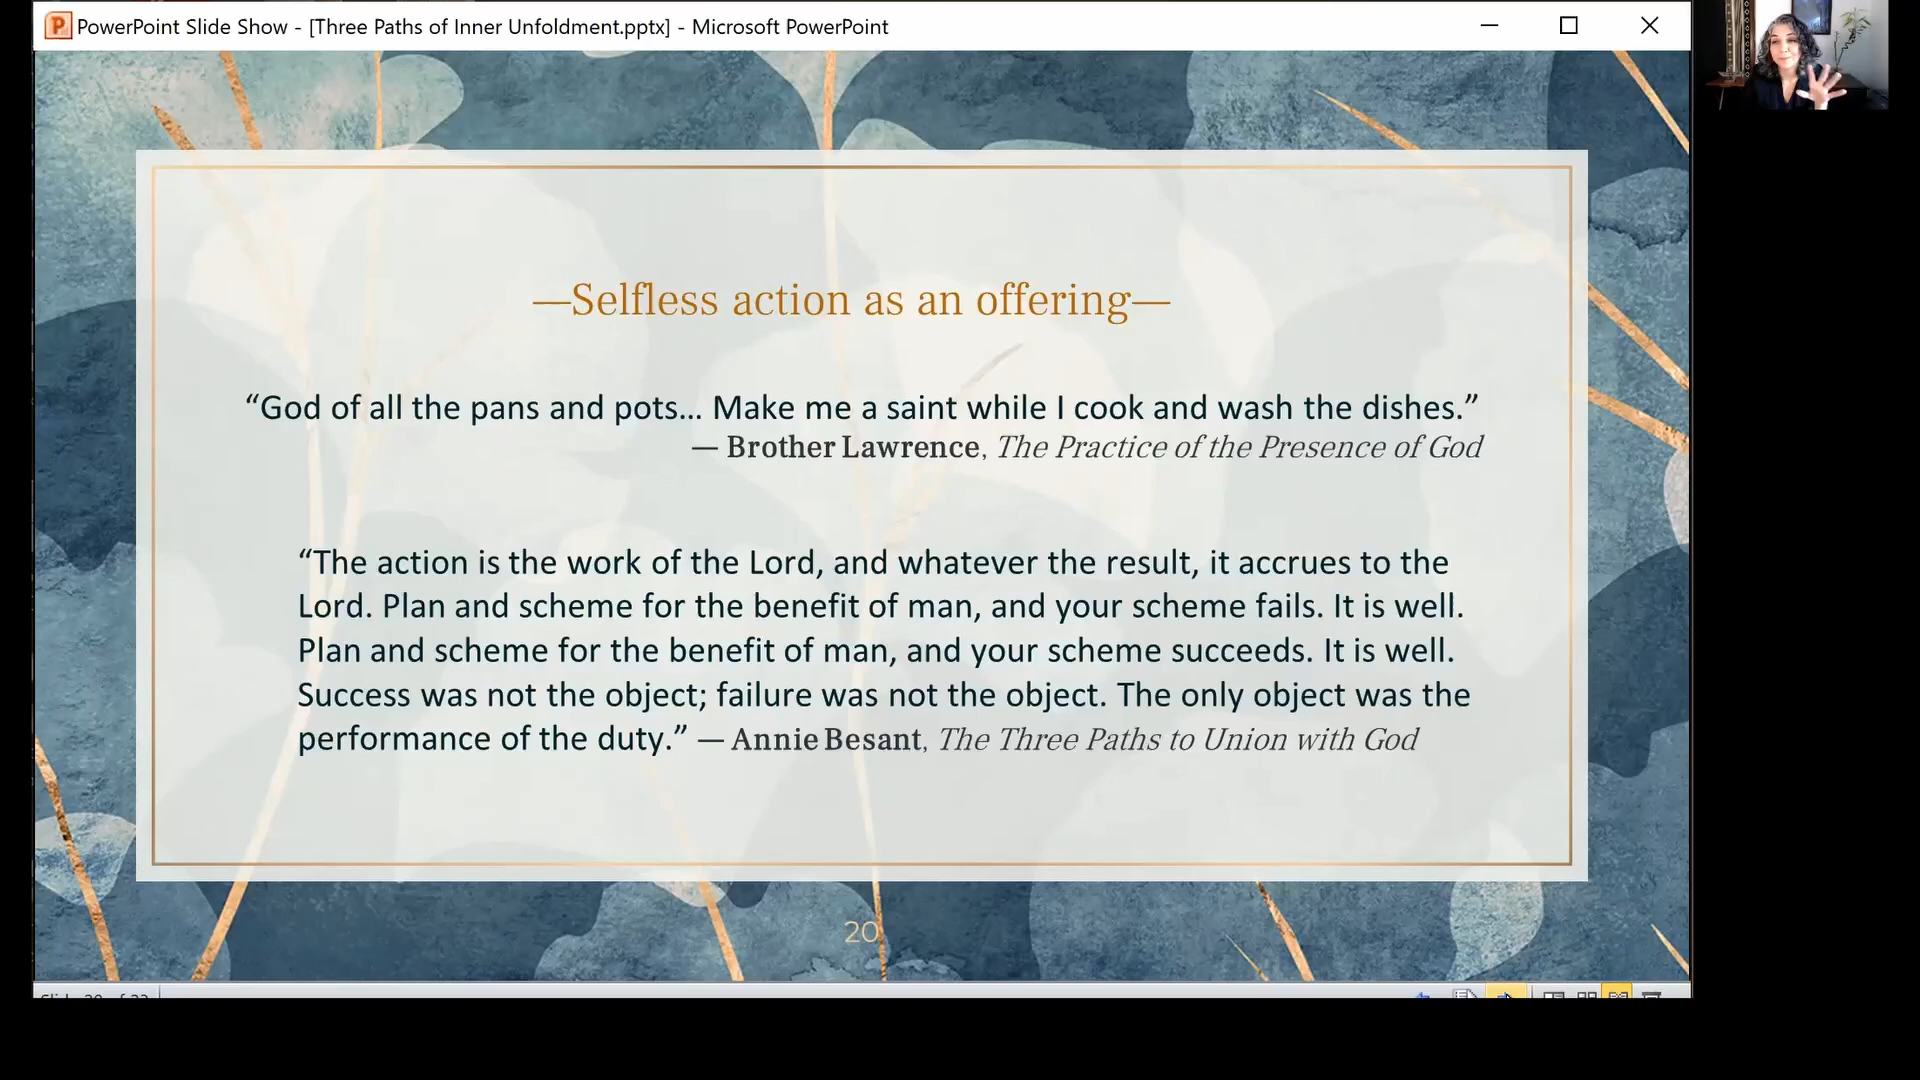 PowerPoint Slide Show - [Three Paths of Inner Unfoldment.pptx] - Microsoft PowerPoint
—Selfless action as an offering—
“God of all the pans and pots... Make me a saint while I cook and wash the dishes.”
— Brother Lawrence, The Practice of the Presence of God
“The action is the work of the Lord, and whatever the result, it accrues to the
Lord. Plan and scheme for the benefit of man, and your scheme fails. It is well.
Plan and scheme for the benefit of man, and your scheme succeeds. It is well.
Success was not the object; failure was not the object. The only object was the
performance of the duty.” — Annie Besant, The Three Paths to Union with God
20